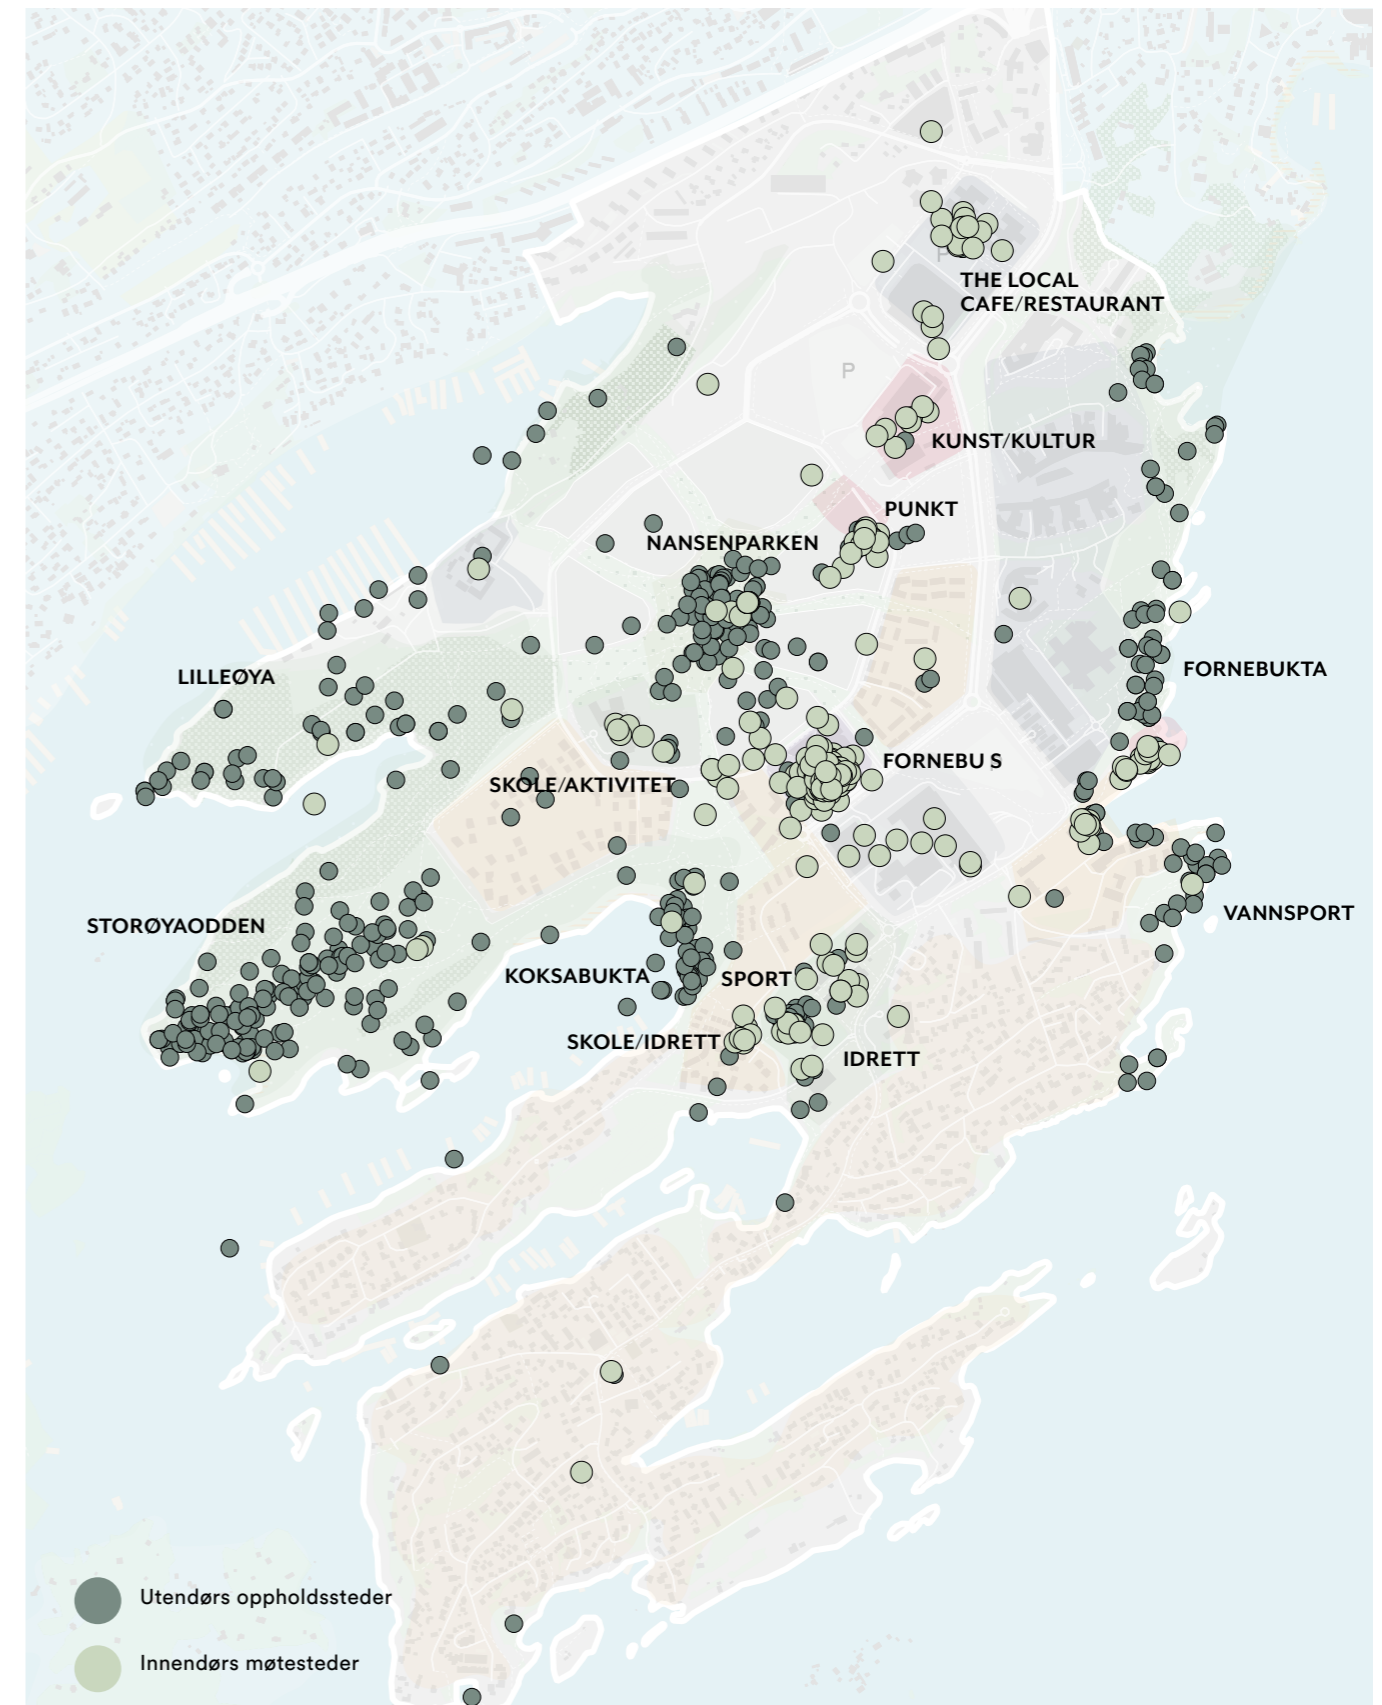 P
THE LOCAL
CAFE/RESTAURANT
P
KUNST/KULTUR
PUNKT
NANSENPARKEN
LILLEØYA
FORNEBUKTA
FORNEBU S
SKOLE/AKTIVITET
STORØYAODDEN
VANNSPORT
KOKSABUKTA
SPORT
SKOLE/IDRETT
IDRETT
Utendørs oppholdssteder
Innendørs møtesteder